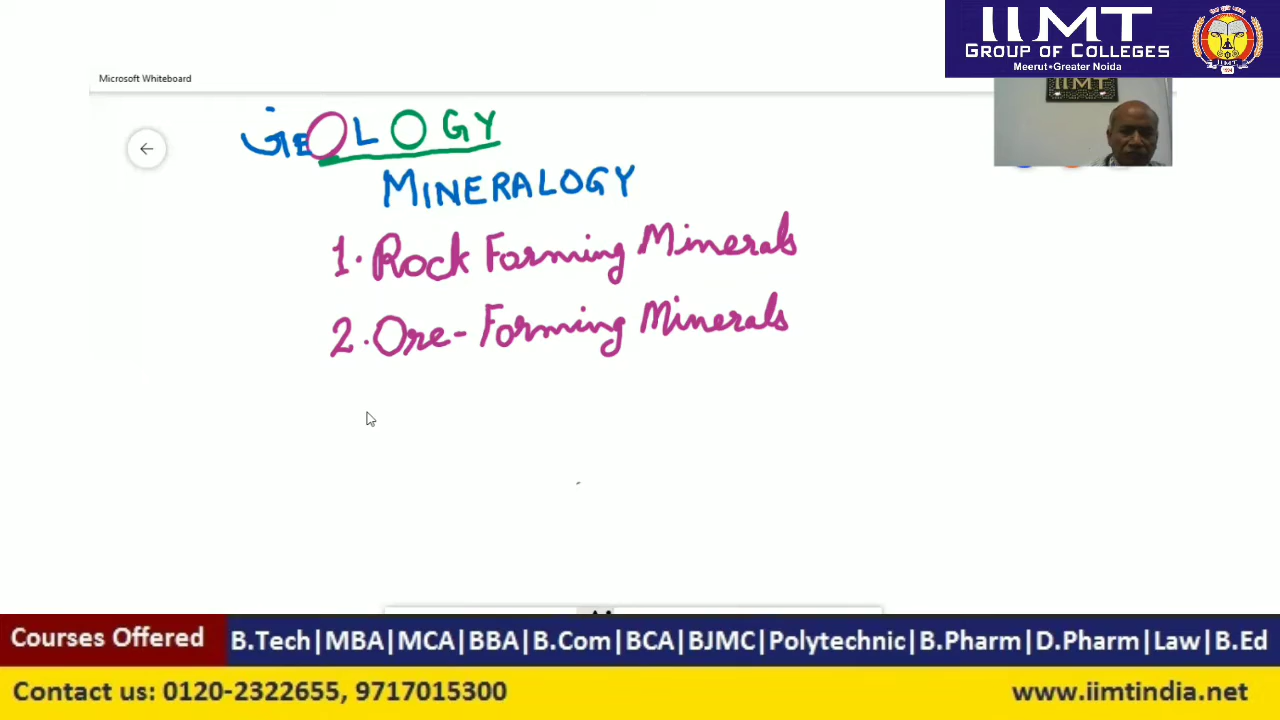 IIMT
GROUP OF COLLEGES
Meerut•Greater Noida
IIMT
Microsoft Whiteboard
IIMT
GEOLOGY
MINERALOGY
1. Rock Forming Minerals
2. Ore-Forming Minerals
Courses Offered
B.Tech|MBA|MCA|BBA|B.Com|BCA|BJMC|Polytechnic|B.Pharm|D.Pharm|Law|B.Ed
Contact us: 0120-2322655, 9717015300
www.iimtindia.net